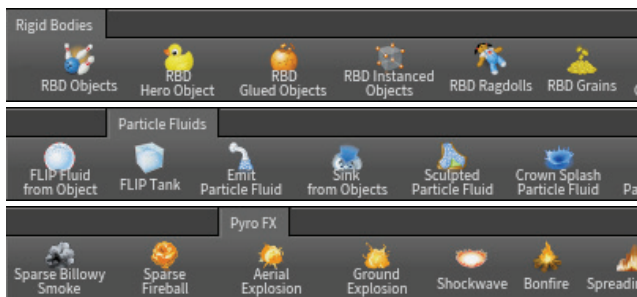 Rigid Bodies
RBD Objects
RBD
Hero Object
RBD
Glued Objects
RBD Instanced
Objects
RBD Ragdolls
RBD Grains
Particle Fluids
FLIP Fluid
from Object
FLIP Tank
Emit
Particle Fluid
Sink
from Objects
Sculpted
Particle Fluid
Crown Splash
Particle Fluid
Pa
Pyro FX
Sparse Billowy
Smoke
Sparse
Fireball
Aerial
Explosion
Ground
Explosion
Shockwave
Bonfire
Spreadin